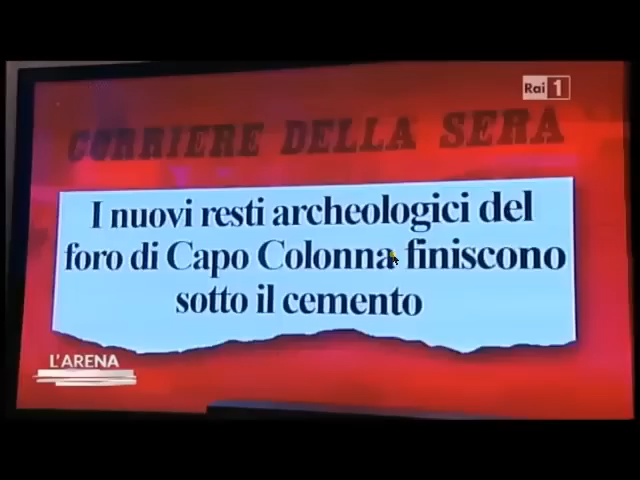 Rai 1
CORRIERE DELLA SERA
I nuovi resti archeologici del
foro di Capo Colonna finiscono
sotto il cemento
L'ARENA